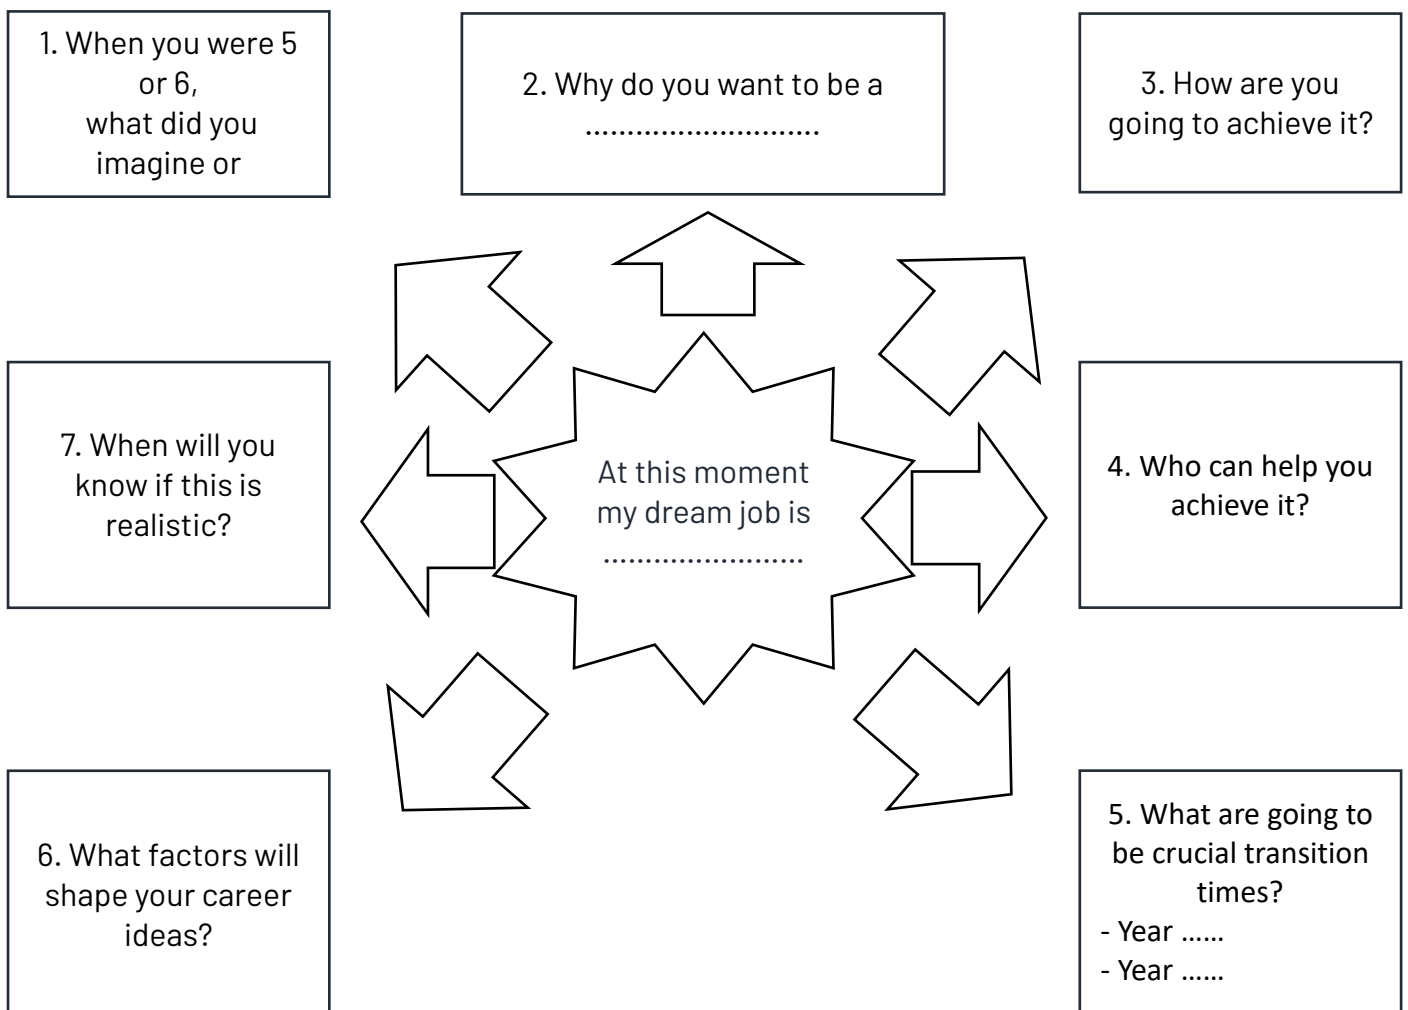 1. When you were 5
or 6,
what did you
imagine or
2. Why do you want to be a
............................
3. How are you
going to achieve it?
At this moment
my dream job is
........................
7. When will you
know if this is
realistic?
4. Who can help you
achieve it?
6. What factors will
shape your career
ideas?
5. What are going to
be crucial transition
times?
- Year ......
- Year ......